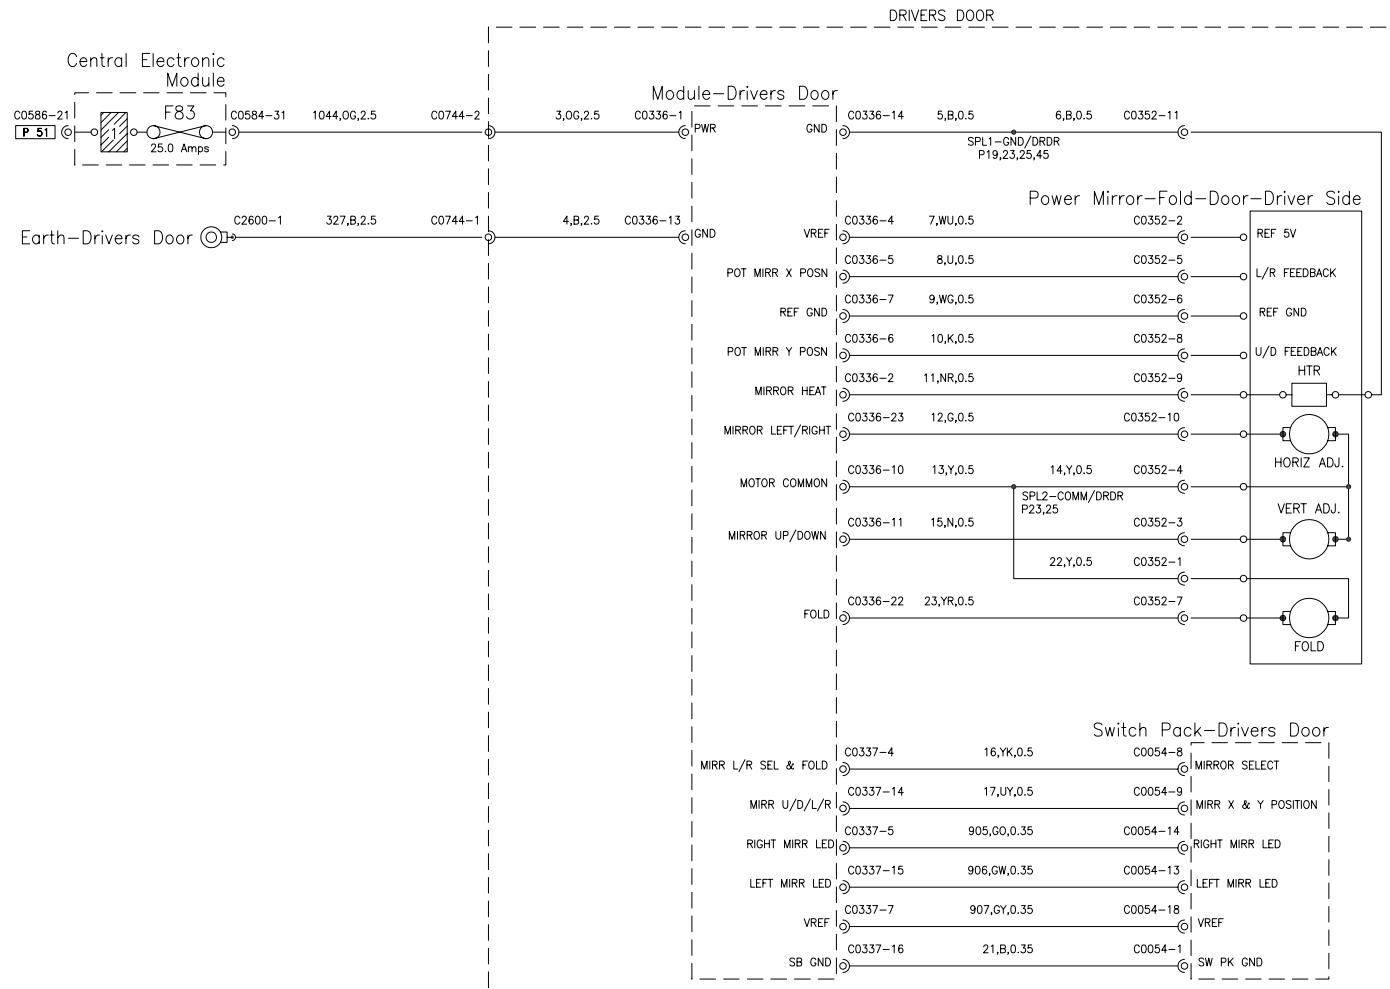 DRIVERS DOOR
Central Electronic
Module
C0586-21
P 51
1
F83
25.0 Amps
C0584-31
1044,OG,2.5
C0744-2
3,OG,2.5
C0336-1
Module-Drivers Door
PWR
GND
C0336-14
5,B,0.5
6,B,0.5
C0352-11
SPL1-GND/DRDR
P19,23,25,45
Earth-Drivers Door
C2600-1
327,B,2.5
C0744-1
4,B,2.5
C0336-13
GND
Power Mirror-Fold-Door-Driver Side
VREF
C0336-4
7,WU,0.5
C0352-2
REF 5V
POT MIRR X POSN
C0336-5
8,U,0.5
C0352-5
L/R FEEDBACK
REF GND
C0336-7
9,WG,0.5
C0352-6
REF GND
POT MIRR Y POSN
C0336-6
10,K,0.5
C0352-8
U/D FEEDBACK
HTR
MIRROR HEAT
C0336-2
11,NR,0.5
C0352-9
MIRROR LEFT/RIGHT
C0336-23
12,G,0.5
C0352-10
HORIZ ADJ.
MOTOR COMMON
C0336-10
13,Y,0.5
14,Y,0.5
C0352-4
SPL2-COMM/DRDR
P23,25
VERT ADJ.
MIRROR UP/DOWN
C0336-11
15,N,0.5
C0352-3
22,Y,0.5
C0352-1
FOLD
C0336-22
23,YR,0.5
C0352-7
FOLD
Switch Pack-Drivers Door
MIRR L/R SEL & FOLD
C0337-4
16,YK,0.5
C0054-8
MIRROR SELECT
MIRR U/D/L/R
C0337-14
17,UY,0.5
C0054-9
MIRR X & Y POSITION
RIGHT MIRR LED
C0337-5
905,GO,0.35
C0054-14
RIGHT MIRR LED
LEFT MIRR LED
C0337-15
906,GW,0.35
C0054-13
LEFT MIRR LED
VREF
C0337-7
907,GY,0.35
C0054-18
VREF
SB GND
C0337-16
21,B,0.35
C0054-1
SW PK GND